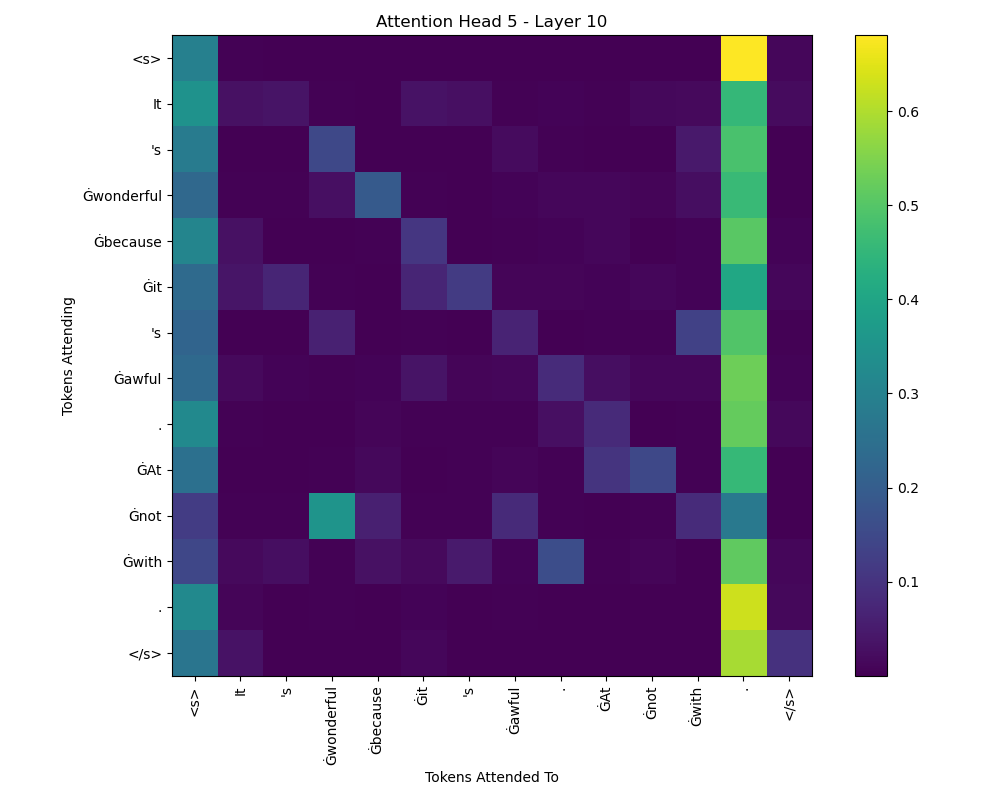 Attention Head 5 - Layer 10
Tokens Attending
<s>
It
's
Ġwonderful
Ġbecause
Ġit
's
Ġawful
.
ĠAt
Ġnot
Ġwith
.
</s>
<s>
It
's
Ġwonderful
Ġbecause
Ġit
's
Ġawful
.
ĠAt
Ġnot
Ġwith
.
</s>
Tokens Attended To
0.6
0.5
0.4
0.3
0.2
0.1